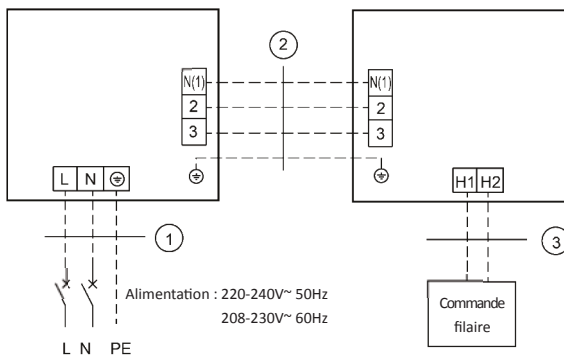 2
N(1)
2
3
N(1)
2
3
L N
H1 H2
1
3
Alimentation : 220-240V~ 50Hz
208-230V~ 60Hz
Commande
filaire
L N PE